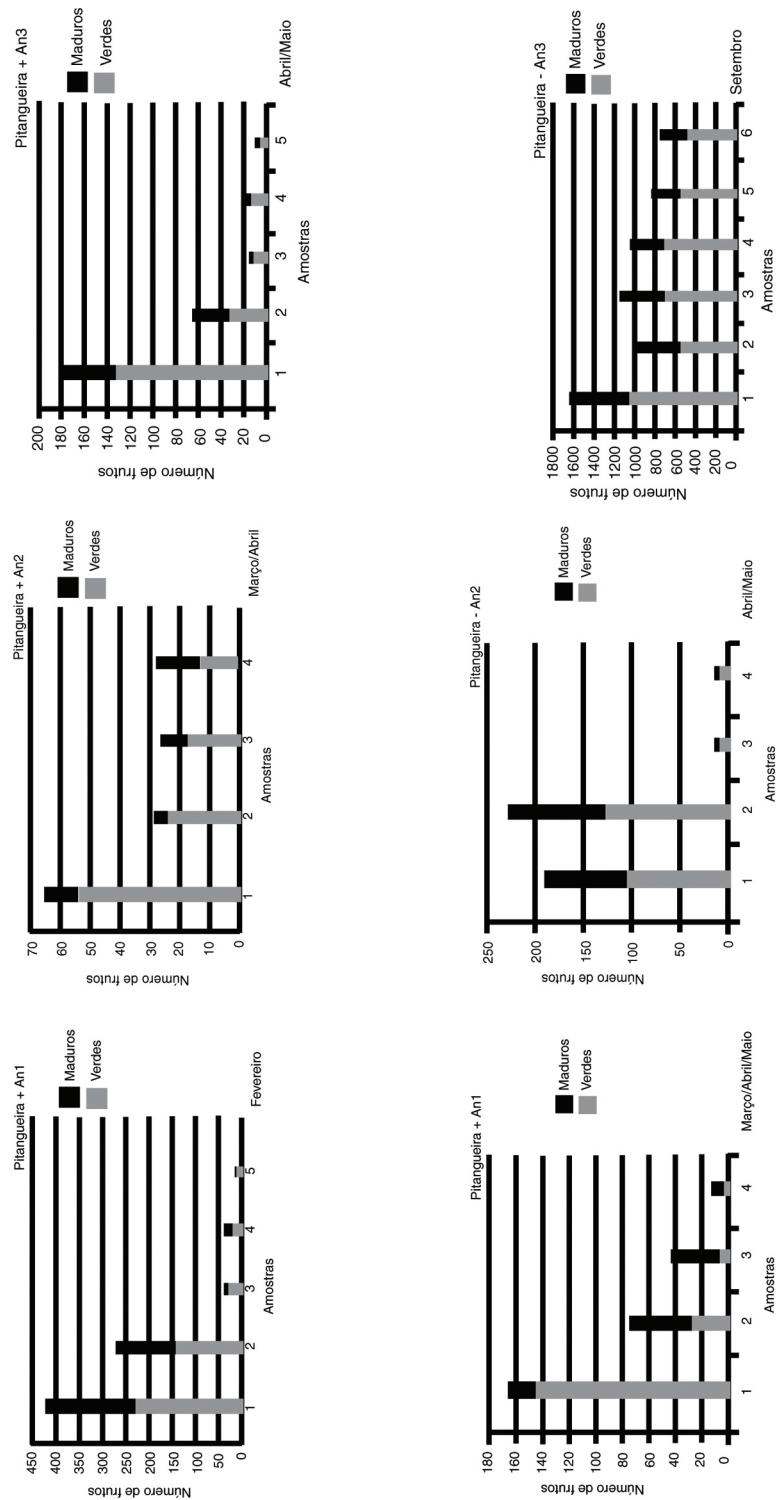 Pitangueira + An1
Maduros
Verdes
Número de frutos
450
400
350
300
250
200
150
100
50
0
1
2
3
4
5
Amostras
Fevereiro
Pitangueira + An2
Maduros
Verdes
Número de frutos
70
60
50
40
30
20
10
0
1
2
3
4
Amostras
Março/Abril
Pitangueira + An3
Maduros
Verdes
Número de frutos
200
180
160
140
120
100
80
60
40
20
0
1
2
3
4
5
Amostras
Abril/Maio
Pitangueira + An1
Maduros
Verdes
Número de frutos
180
160
140
120
100
80
60
40
20
0
1
2
3
4
Amostras
Março/Abril/Maio
Pitangueira - An2
Maduros
Verdes
Número de frutos
250
200
150
100
50
0
1
2
3
4
Amostras
Abril/Maio
Pitangueira - An3
Maduros
Verdes
Número de frutos
1800
1600
1400
1200
1000
800
600
400
200
0
1
2
3
4
5
6
Amostras
Setembro